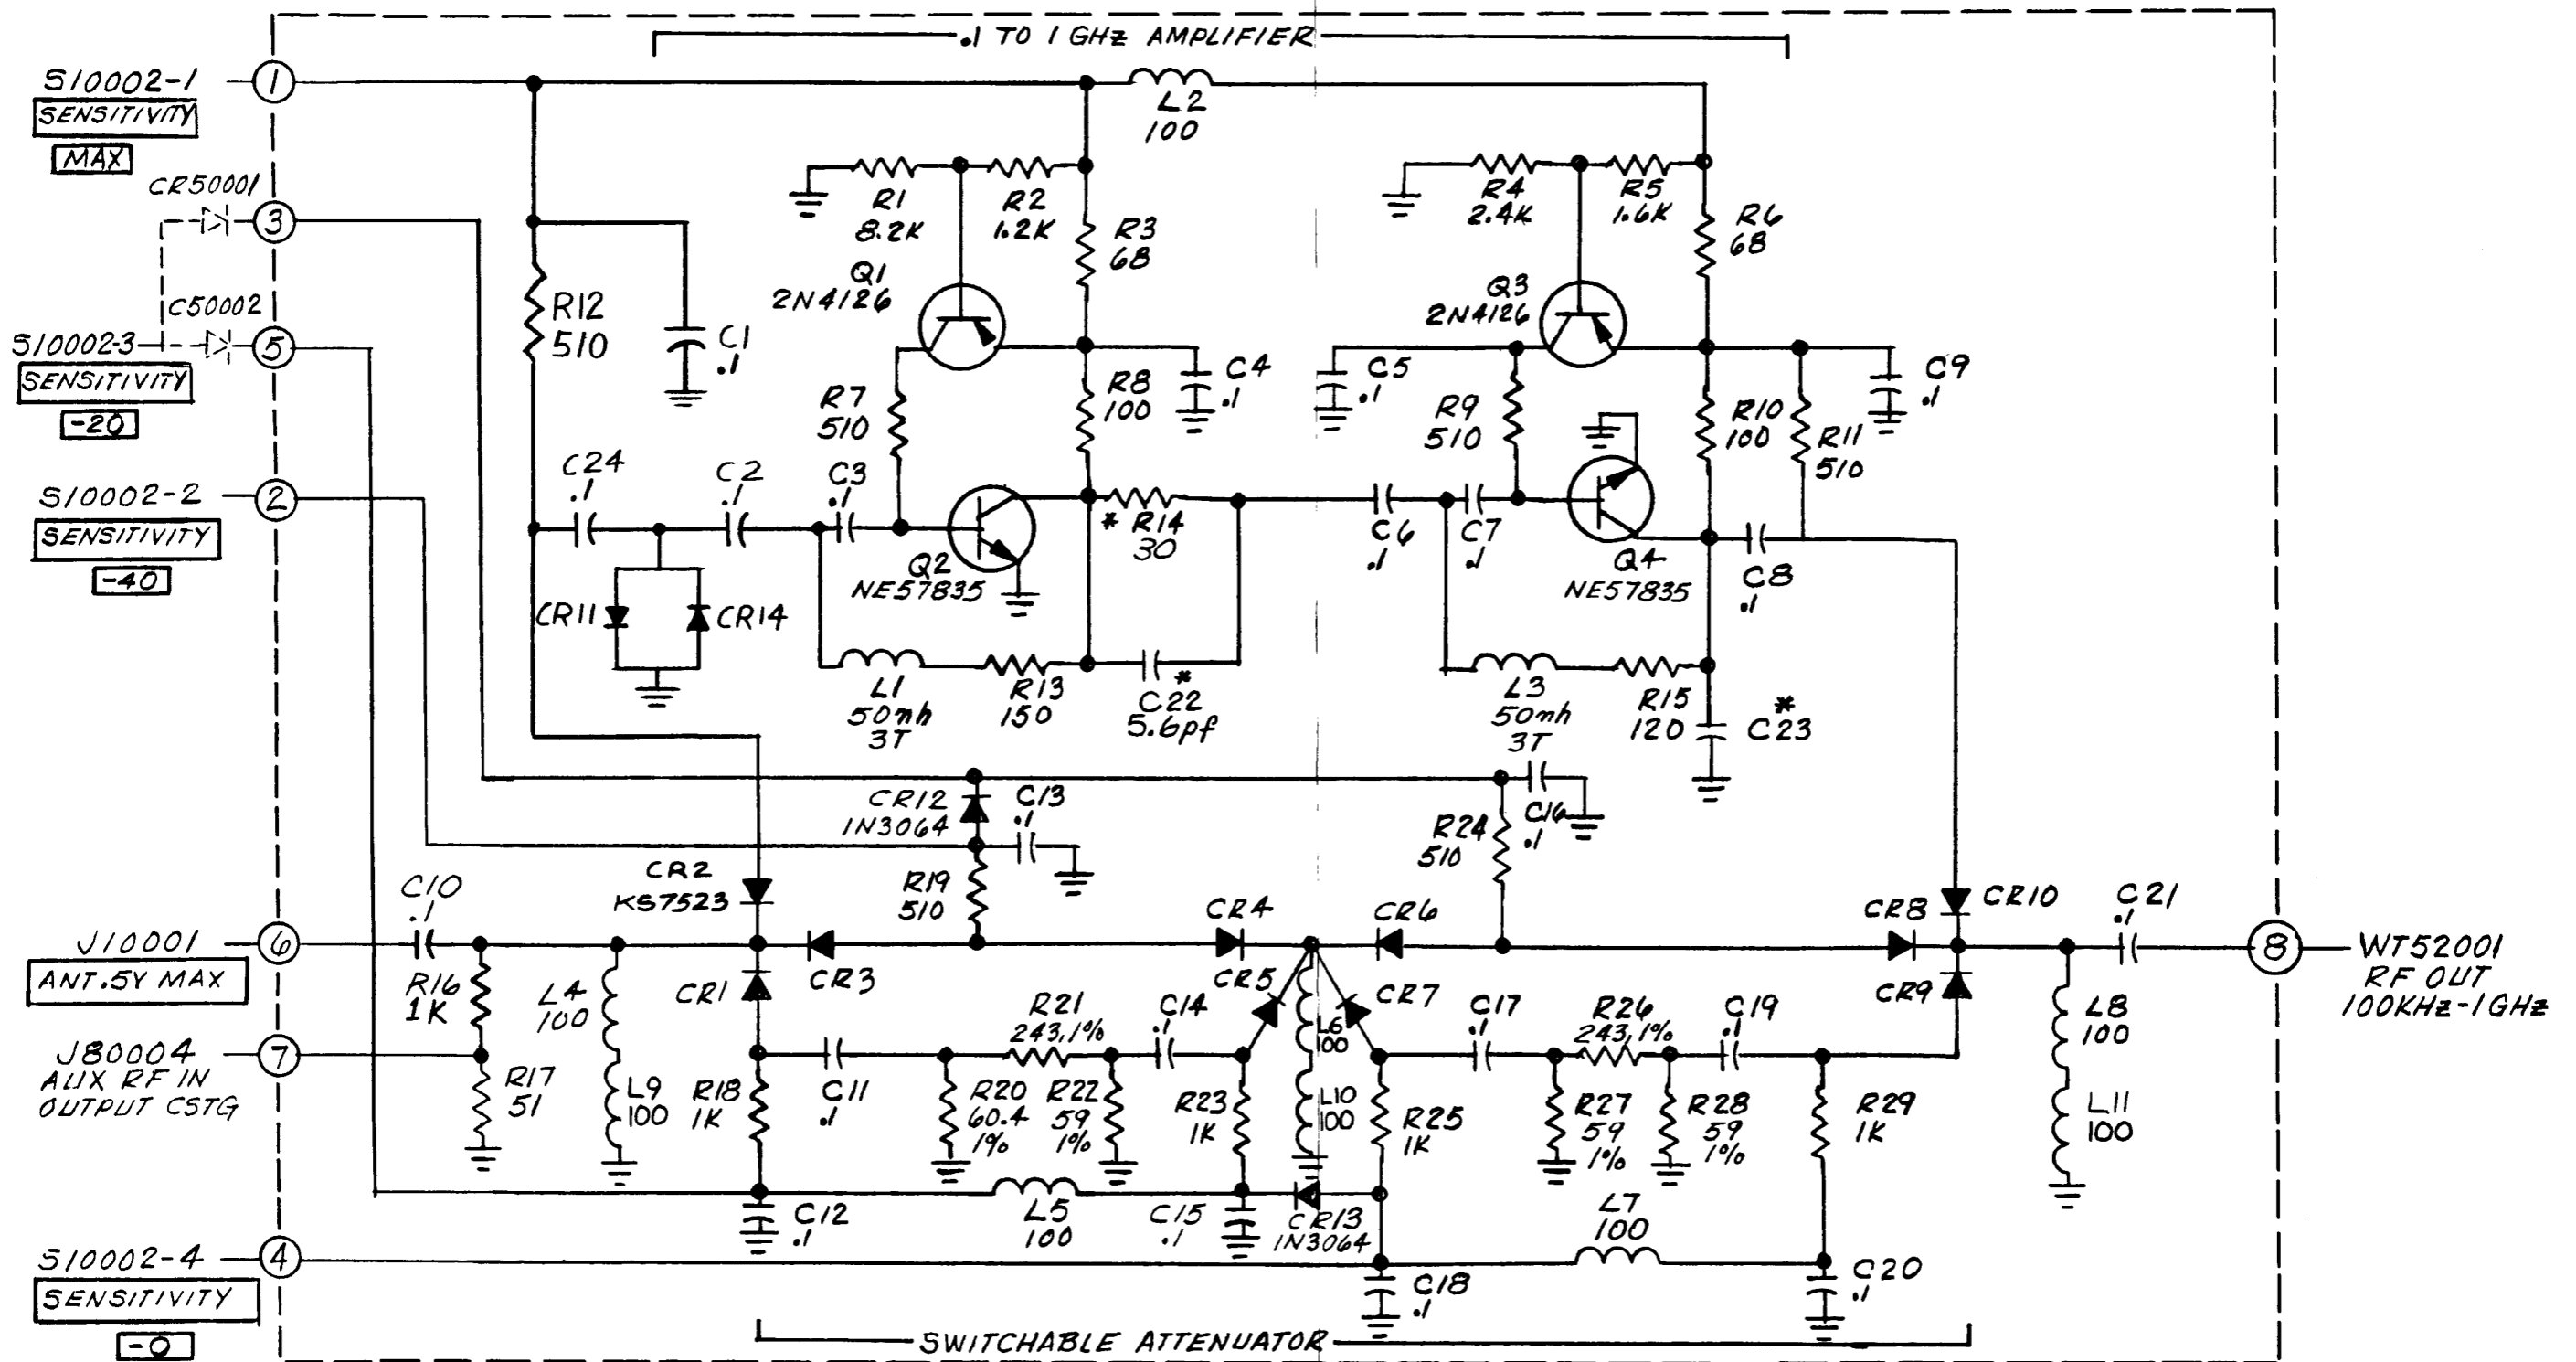 .1 TO 1 GHz AMPLIFIER
S10002-1
1
SENSITIVITY
MAX
CR50001
3
C50002
S10002-3
5
SENSITIVITY
-20
S10002-2
2
SENSITIVITY
-40
L2
100
R1
8.2K
R2
1.2K
R3
68
Q1
2N4126
R4
2.4K
R5
1.6K
R6
68
Q3
2N4126
R12
510
C1
.1
R7
510
R8
100
C4
.1
C5
.1
R9
510
R10
100
R11
510
C9
.1
C24
.1
C2
.1
C3
.1
Q2
NE57835
* R14
30
C6
.1
C7
.1
Q4
NE57835
C8
.1
CR11
CR14
L1
50nh
3T
R13
150
*
C22
5.6pf
L3
50nh
3T
R15
120
*
C23
CR12
1N3064
C13
.1
R24
510
C16
.1
CR2
KS7523
R19
510
CR4
CR6
CR8
CR10
C21
.1
C10
.1
J10001
6
ANT .5V MAX
R16
1K
L4
100
CR1
CR3
CR5
CR7
CR9
8
WT52001
RF OUT
100KHz-1GHz
J80004
7
AUX RF IN
OUTPUT CSTG
R17
51
L9
100
R18
1K
C11
.1
R21
243,1%
C14
.1
L6
100
L10
100
R20
60.4
1%
R22
59
1%
R23
1K
R25
1K
C17
.1
R26
243,1%
C19
.1
R27
59
1%
R28
59
1%
R29
1K
L8
100
L11
100
C12
.1
L5
100
C15
.1
CR13
1N3064
L7
100
S10002-4
4
SENSITIVITY
-0
C18
.1
C20
.1
SWITCHABLE ATTENUATOR